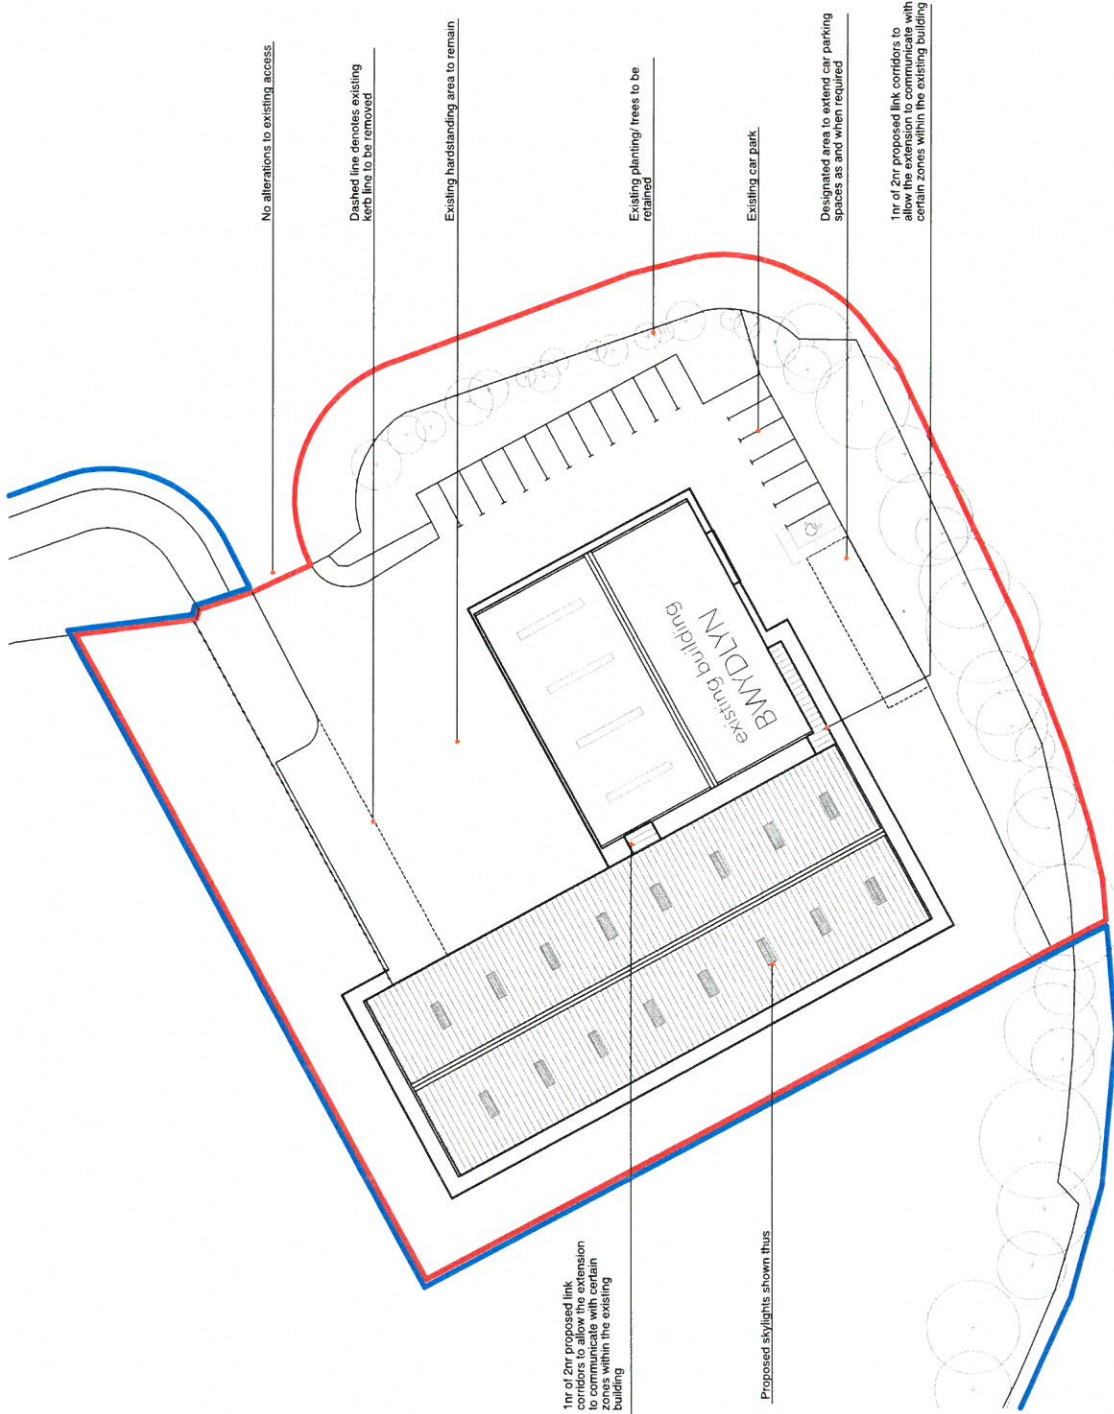 No alterations to existing access
Dashed line denotes existing
kerb line to be removed
Existing hardstanding area to remain
Existing planting/ trees to be
retained
Existing car park
Designated area to extend car parking
spaces as and when required
1nr of 2nr proposed link corridors to
allow the extension to communicate with
certain zones within the existing building
existing building
BWYDLYN
1nr of 2nr proposed link
corridors to allow the extension
to communicate with certain
zones within the existing
building
Proposed skylights shown thus